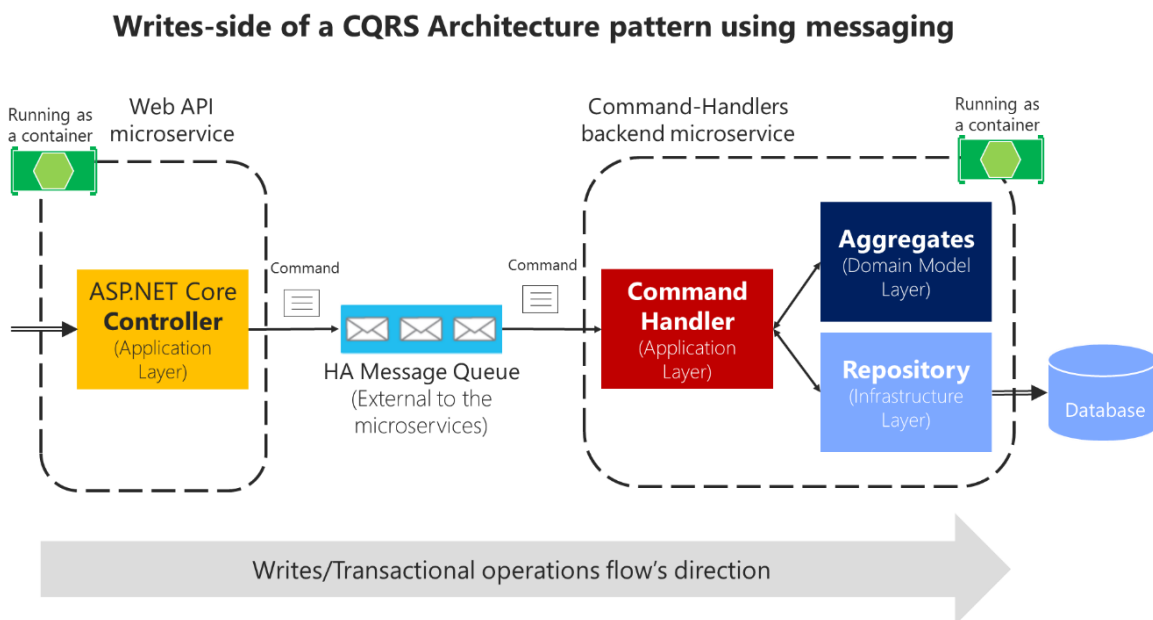 Writes-side of a CQRS Architecture pattern using messaging
Running as
a container
Web API
microservice
Command-Handlers
backend microservice
Running as
a container
ASP.NET Core
Controller
(Application
Layer)
Command
HA Message Queue
(External to the
microservices)
Command
Command
Handler
(Application
Layer)
Aggregates
(Domain Model
Layer)
Repository
(Infrastructure
Layer)
Database
Writes/Transactional operations flow's direction